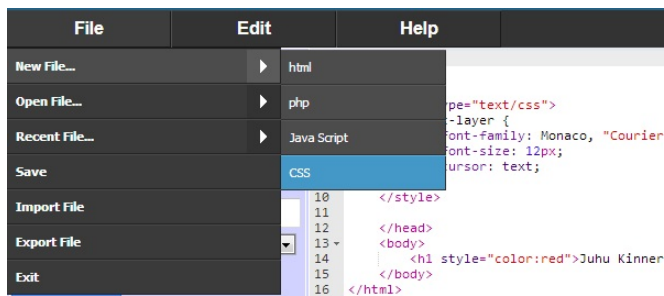 File Edit Help
New File...
html
Open File...
php
ype="text/css">
-layer {
Recent File...
Java Script
font-family: Monaco, "Courier
font-size: 12px;
Save
CSS
cursor: text;
Import File
10 </style>
11
12 </head>
Export File
13 <body>
14 <h1 style="color:red">Juhu Kinner
Exit
15 </body>
16 </html>